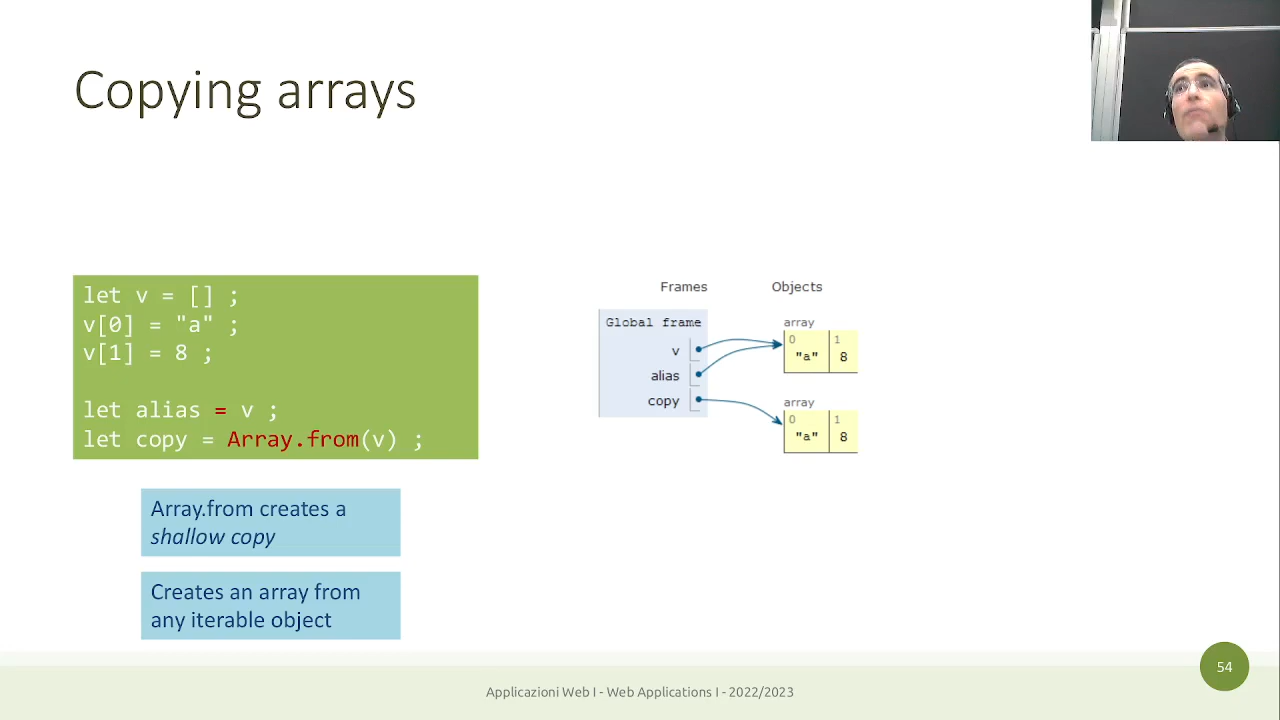 Copying arrays
let v = [] ;
v[0] = "a" ;
v[1] = 8 ;
let alias = v ;
let copy = Array.from(v) ;
Array.from creates a
shallow copy
Creates an array from
any iterable object
Frames
Objects
Global frame
v
alias
copy
array
0 1
"a" 8
array
0 1
"a" 8
Applicazioni Web I - Web Applications I - 2022/2023
54